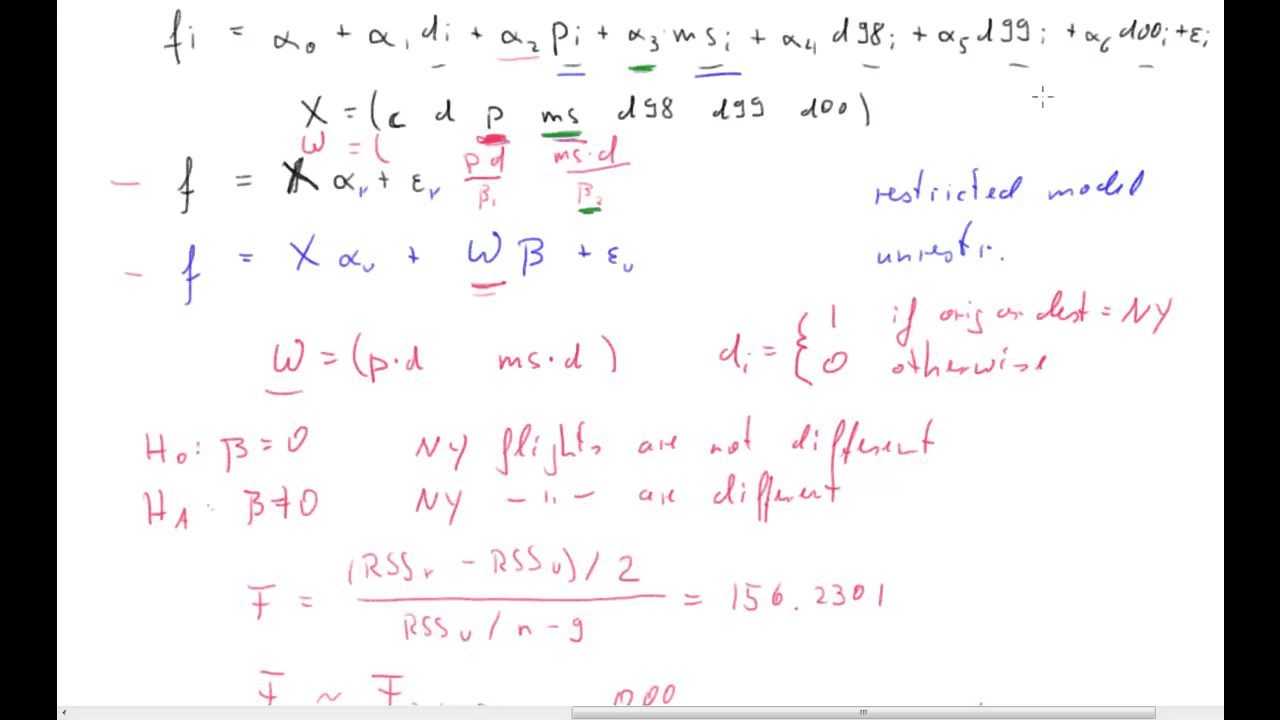 fi = α₀ + α₁ di + α₂ pi + α₃ msi + α₄ d98i + α₅ d99i + α₆ d00i + εi
X = (c d p ms d98 d99 d00)
W = ( p·d ms·d
f = X αr + εr β₁ β₂ restricted model
f = X αu + W β + εu unrestr.
W = (p·d ms·d) di = { 1 if orig or dest = NY
0 otherwise
H₀: β = 0 NY flights are not different
HA: β ≠ 0 NY -"- are different
F = (RSSr - RSSu)/2 / RSSu / n - 9 = 156.2301
F ~ F 000